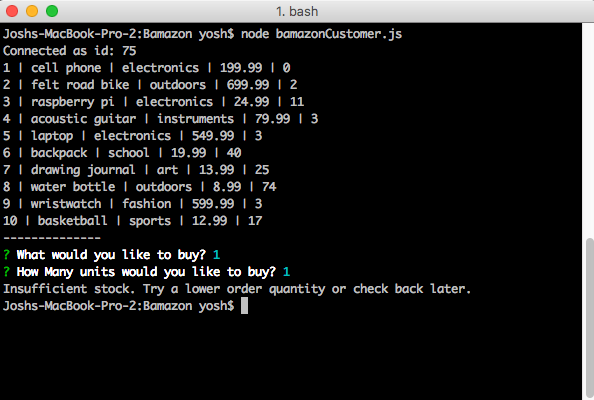 1. bash
Joshs-MacBook-Pro-2:Bamazon yosh$ node bamazonCustomer.js
Connected as id: 75
1 | cell phone | electronics | 199.99 | 0
2 | felt road bike | outdoors | 699.99 | 2
3 | raspberry pi | electronics | 24.99 | 11
4 | acoustic guitar | instruments | 79.99 | 3
5 | laptop | electronics | 549.99 | 3
6 | backpack | school | 19.99 | 40
7 | drawing journal | art | 13.99 | 25
8 | water bottle | outdoors | 8.99 | 74
9 | wristwatch | fashion | 599.99 | 3
10 | basketball | sports | 12.99 | 17
--------------
? What would you like to buy? 1
? How Many units would you like to buy? 1
Insufficient stock. Try a lower order quantity or check back later.
Joshs-MacBook-Pro-2:Bamazon yosh$